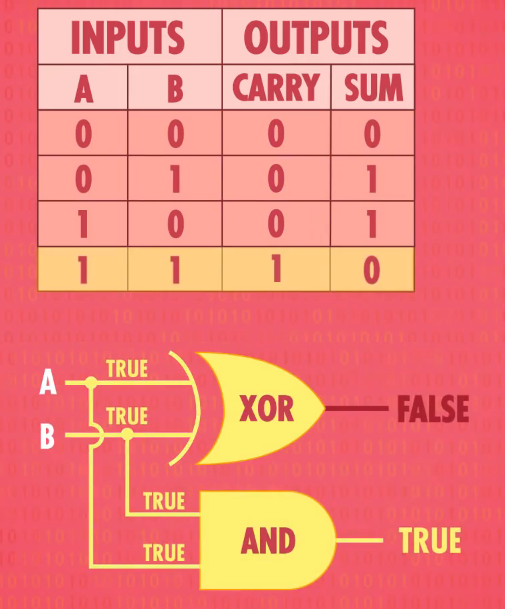 INPUTS OUTPUTS
A B CARRY SUM
0 0 0 0
0 1 0 1
1 0 0 1
1 1 1 0
A TRUE
XOR FALSE
B TRUE
TRUE
AND TRUE
TRUE